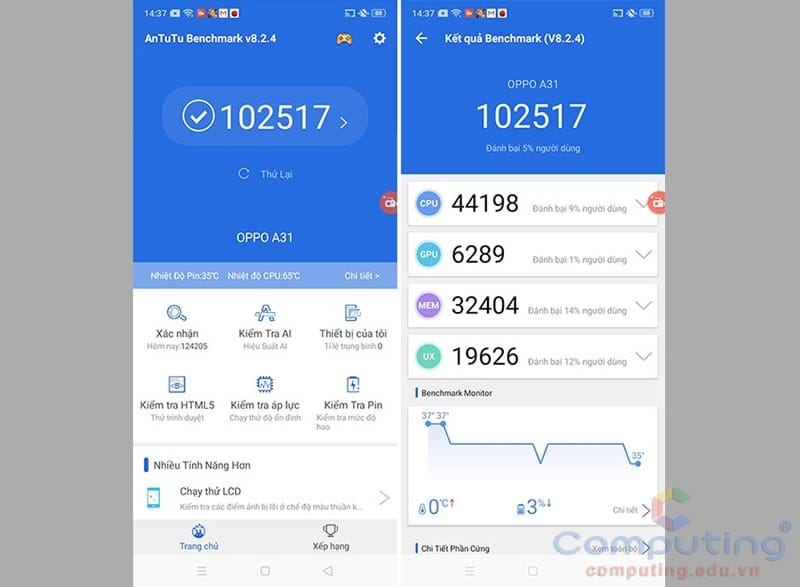 14:37
AnTuTu Benchmark v8.2.4
102517
Thử Lại
OPPO A31
Nhiệt Độ Pin:35℃ Nhiệt độ CPU:65℃ Chi tiết >
Xác nhận
Hôm nay:124205
Kiểm Tra AI
Hiệu Suất AI
Thiết bị của tôi
Tỉ lệ trung bình:0
Kiểm tra HTML5
Thử trình duyệt
Kiểm tra áp lực
Chạy thử độ ổn định
Kiểm Tra Pin
Kiểm tra mức độ
hao
Nhiều Tính Năng Hơn
Chạy thử LCD
Kiểm tra các điểm ảnh bị lỗi ở chế độ màu thuần k...
Trang chủ
Xếp hạng
14:37
Kết quả Benchmark (V8.2.4)
OPPO A31
102517
Đánh bại 5% người dùng
CPU 44198 Đánh bại 9% người dùng
GPU 6289 Đánh bại 1% người dùng
MEM 32404 Đánh bại 14% người dùng
UX 19626 Đánh bại 12% người dùng
Benchmark Monitor
37° 37°
35°
0℃↑ 3%↓ Chi tiết
Chi Tiết Phần Cứng Xem toàn bộ
Computing®
computing.edu.vn